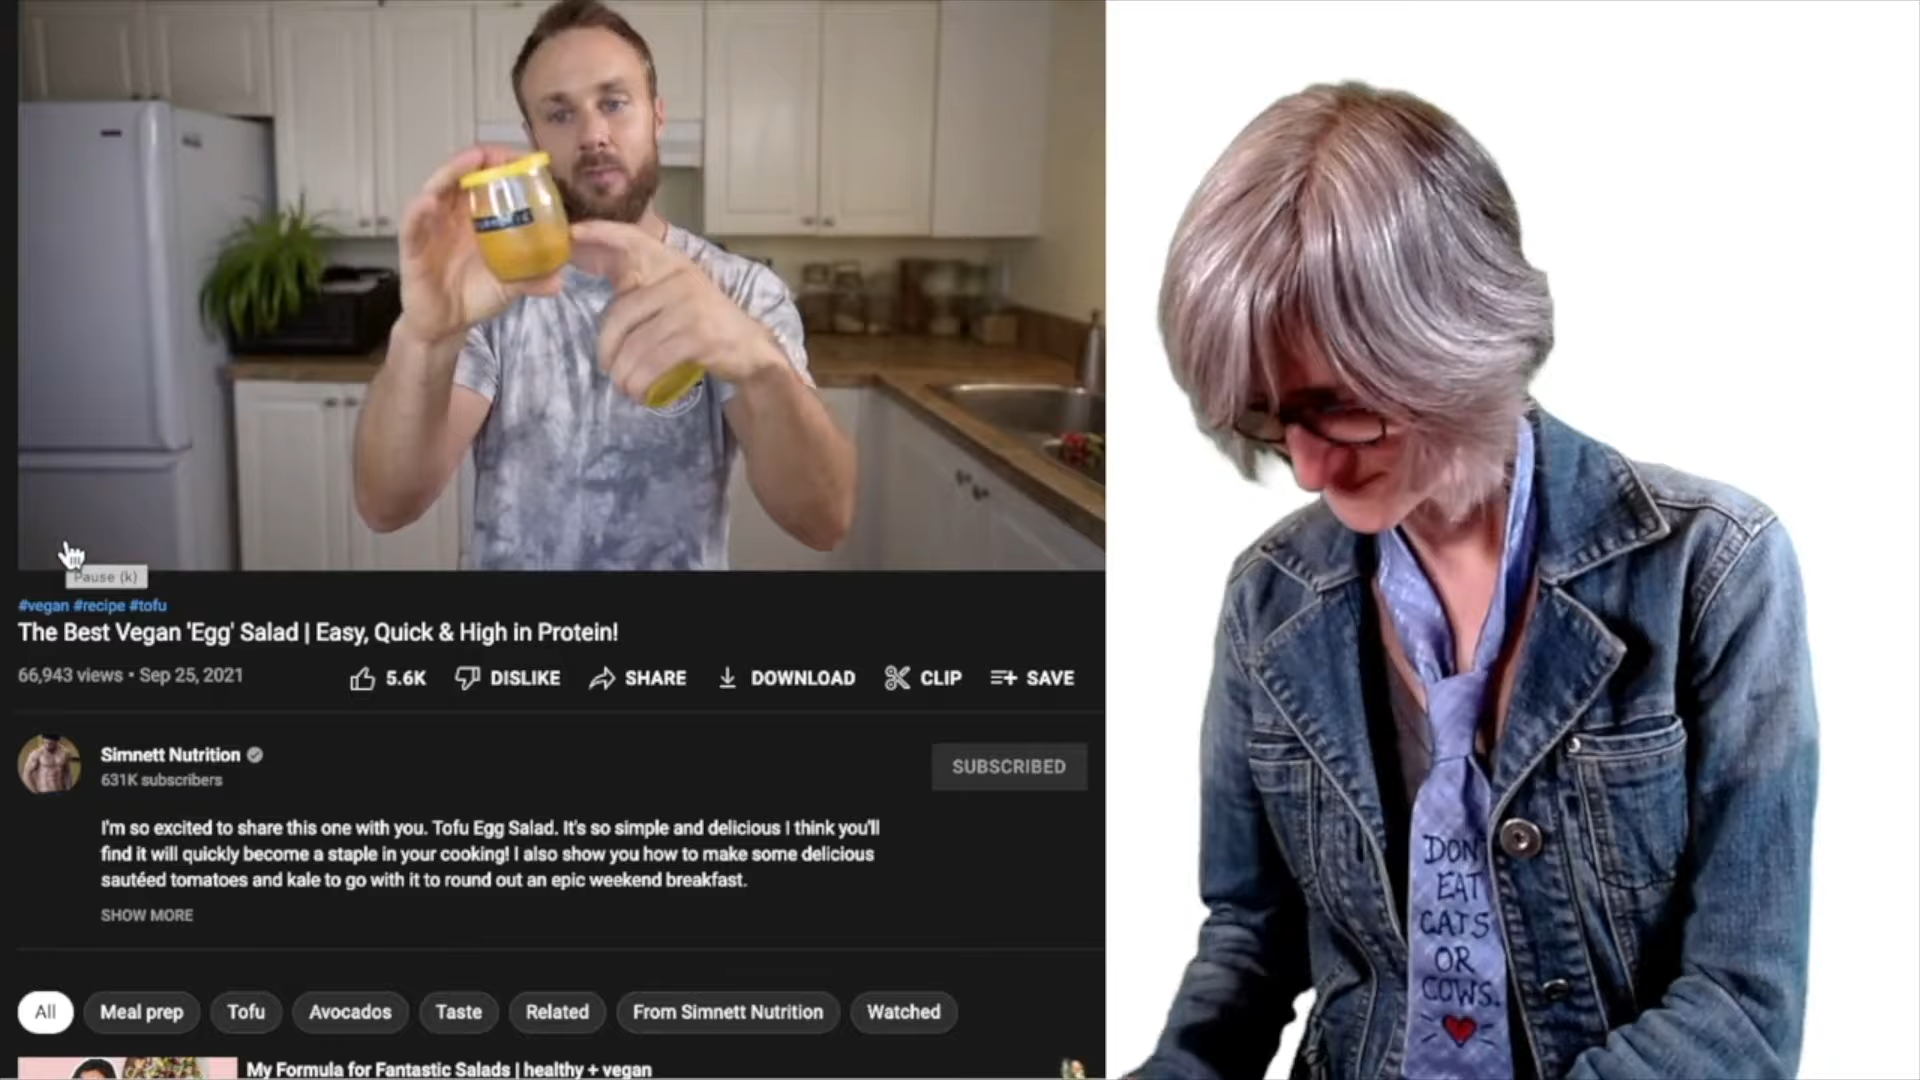 Pause (k)
#vegan #recipe #tofu
The Best Vegan 'Egg' Salad | Easy, Quick & High in Protein!
66,943 views • Sep 25, 2021
5.6K
DISLIKE
SHARE
DOWNLOAD
CLIP
SAVE
Simnett Nutrition
631K subscribers
SUBSCRIBED
I'm so excited to share this one with you. Tofu Egg Salad. It's so simple and delicious I think you'll
find it will quickly become a staple in your cooking! I also show you how to make some delicious
sautéed tomatoes and kale to go with it to round out an epic weekend breakfast.
SHOW MORE
All
Meal prep
Tofu
Avocados
Taste
Related
From Simnett Nutrition
Watched
My Formula for Fantastic Salads | healthy + vegan
DON'T
EAT
CATS
OR
COWS.